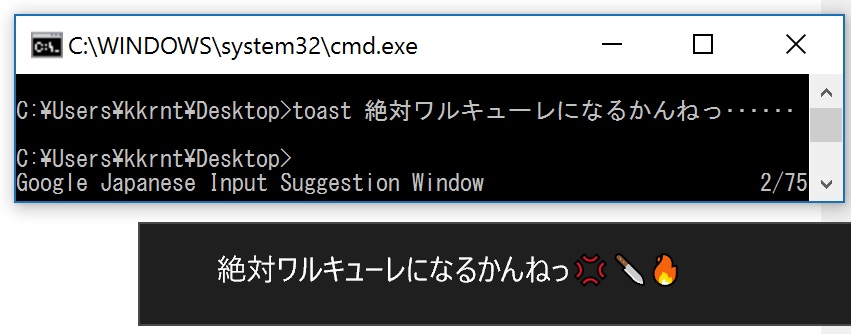 C:\WINDOWS\system32\cmd.exe
C:¥Users¥kkrnt¥Desktop>toast 絶対ワルキューレになるかんねっ・・・・・・
C:¥Users¥kkrnt¥Desktop>
Google Japanese Input Suggestion Window 2/75
絶対ワルキューレになるかんねっ💢🔪🔥